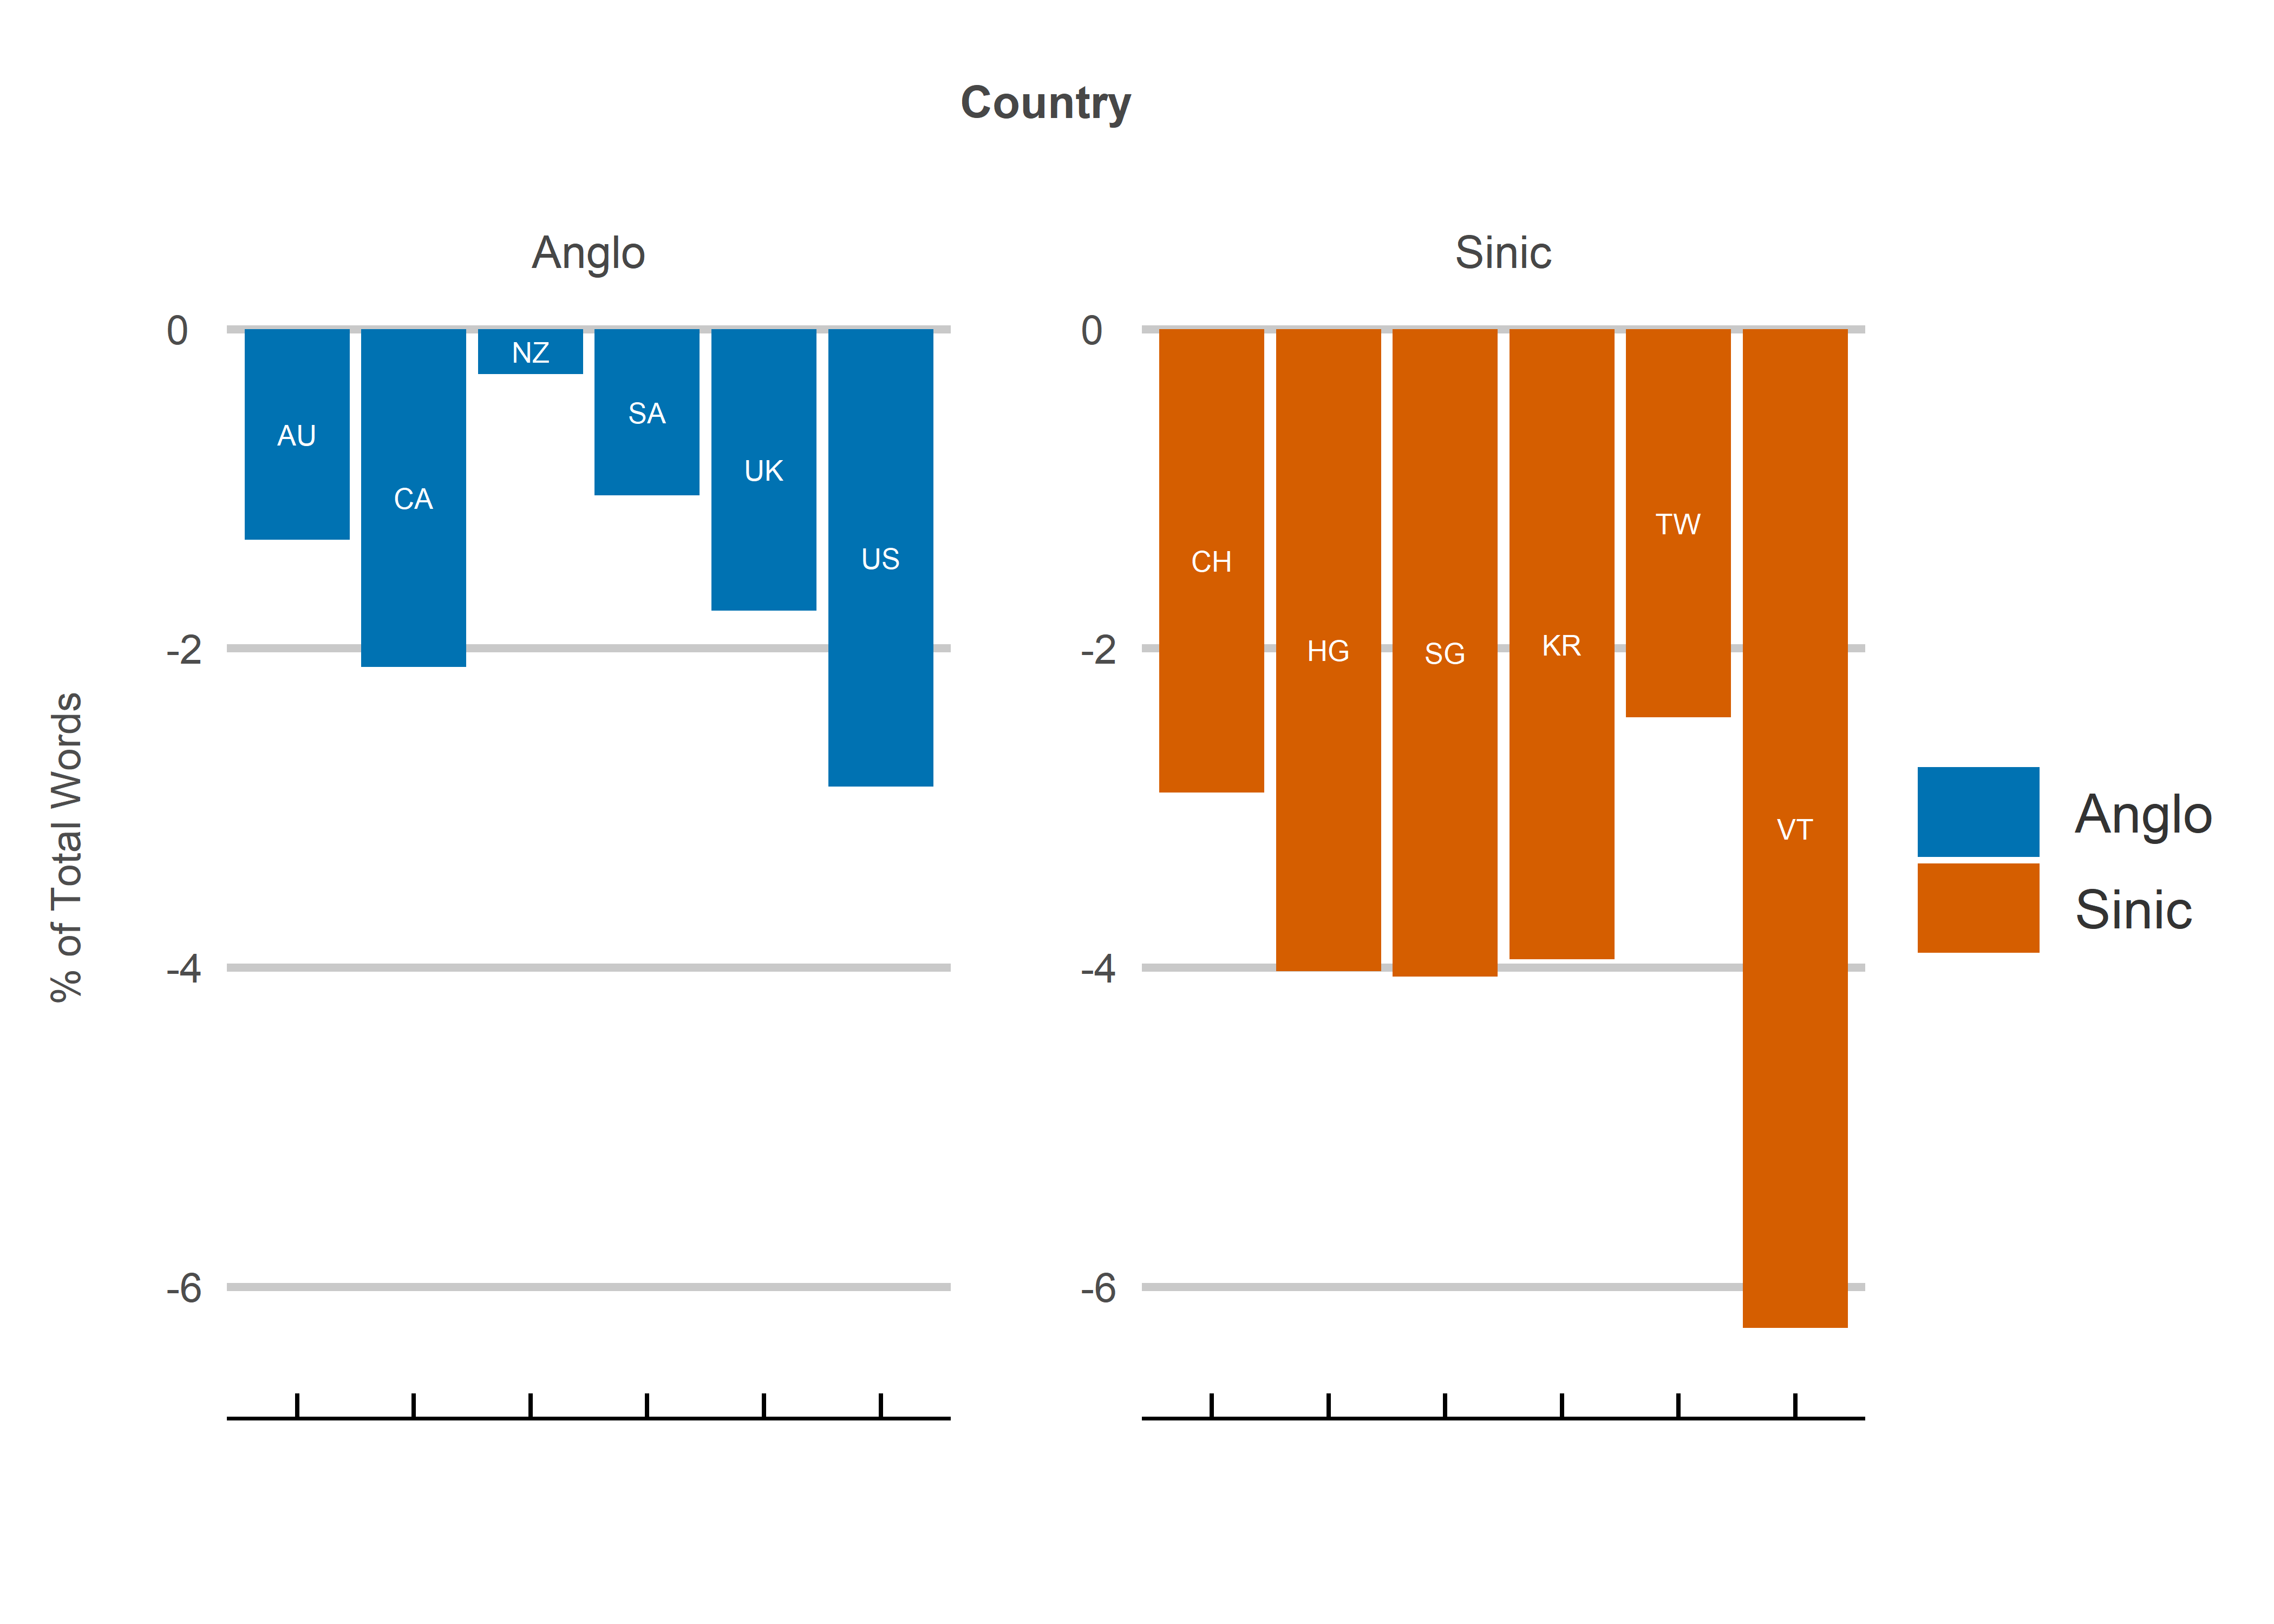 Country
Anglo
Sinic
0
-2
-4
-6
% of Total Words
AU
CA
NZ
SA
UK
US
0
-2
-4
-6
CH
HG
SG
KR
TW
VT
Anglo
Sinic